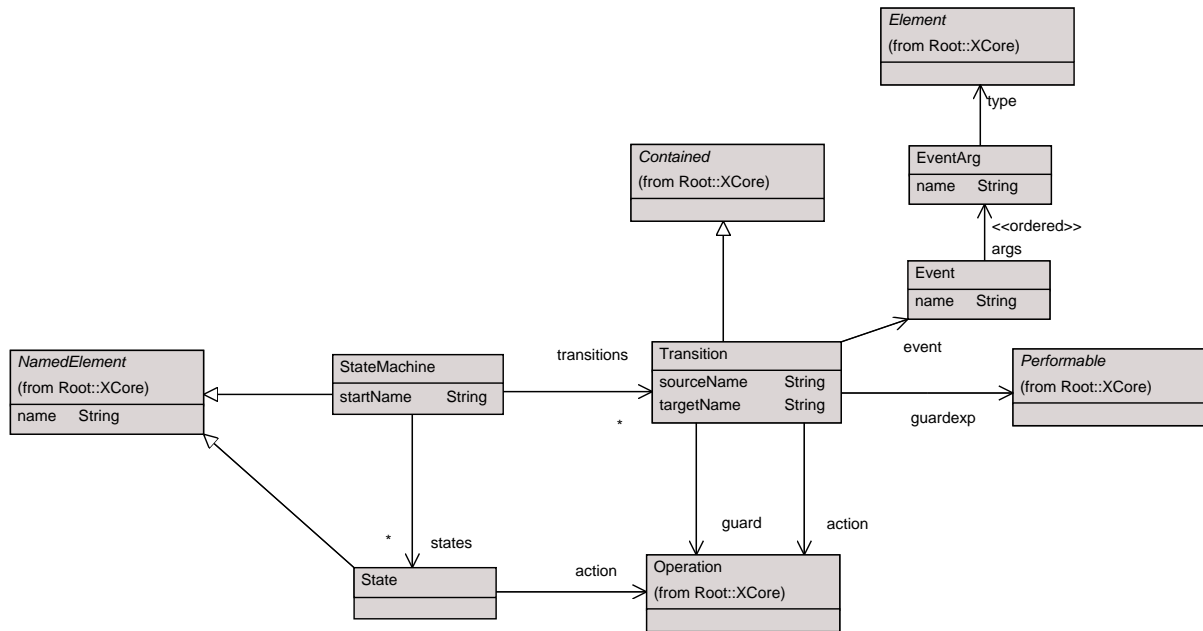 Element
(from Root::XCore)
type
EventArg
name String
<<ordered>>
args
Contained
(from Root::XCore)
Event
name String
event
NamedElement
(from Root::XCore)
name String
StateMachine
startName String
transitions
*
Transition
sourceName String
targetName String
Performable
(from Root::XCore)
guardexp
guard
action
*
states
State
action
Operation
(from Root::XCore)